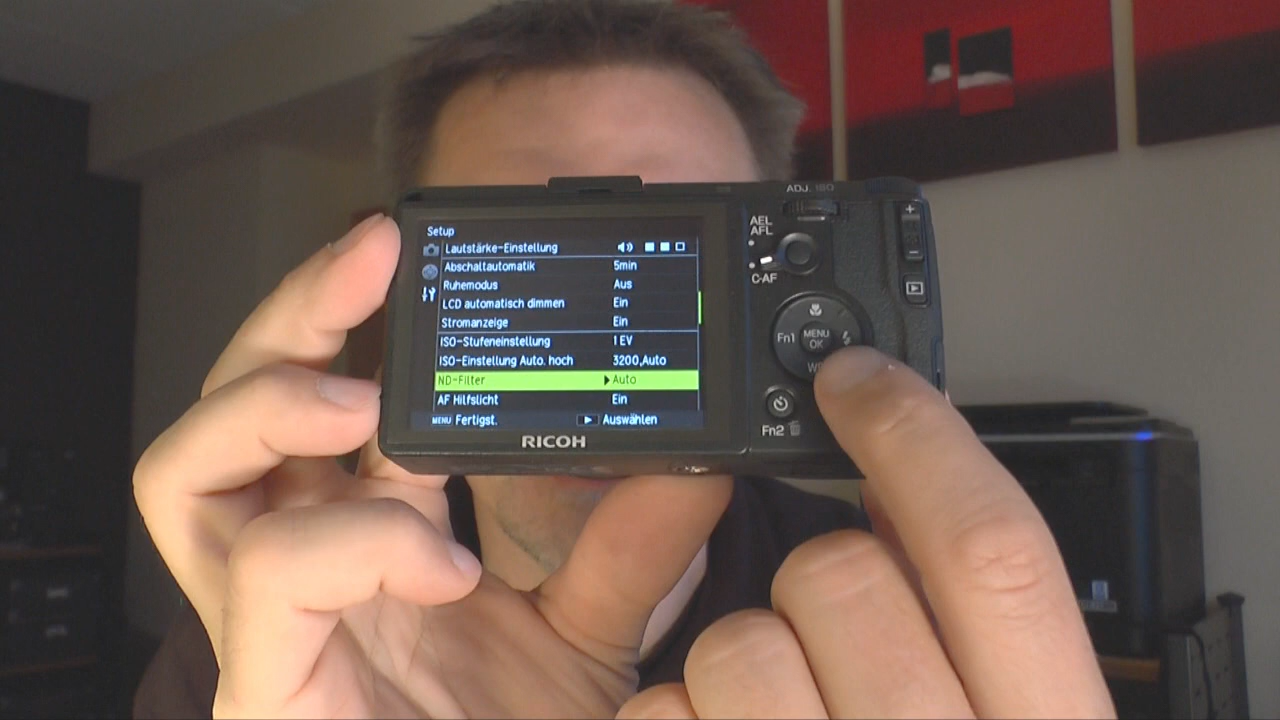 ADJ. ISO
AEL
AFL
C-AF
+
-
Setup
Lautstärke-Einstellung
Abschaltautomatik 5min
Ruhemodus Aus
LCD automatisch dimmen Ein
Stromanzeige Ein
ISO-Stufeneinstellung 1 EV
ISO-Einstellung Auto. hoch 3200,Auto
ND-Filter Auto
AF Hilfslicht Ein
MENU Fertigst. Auswählen
Fn1 MENU
OK
Fn2
RICOH